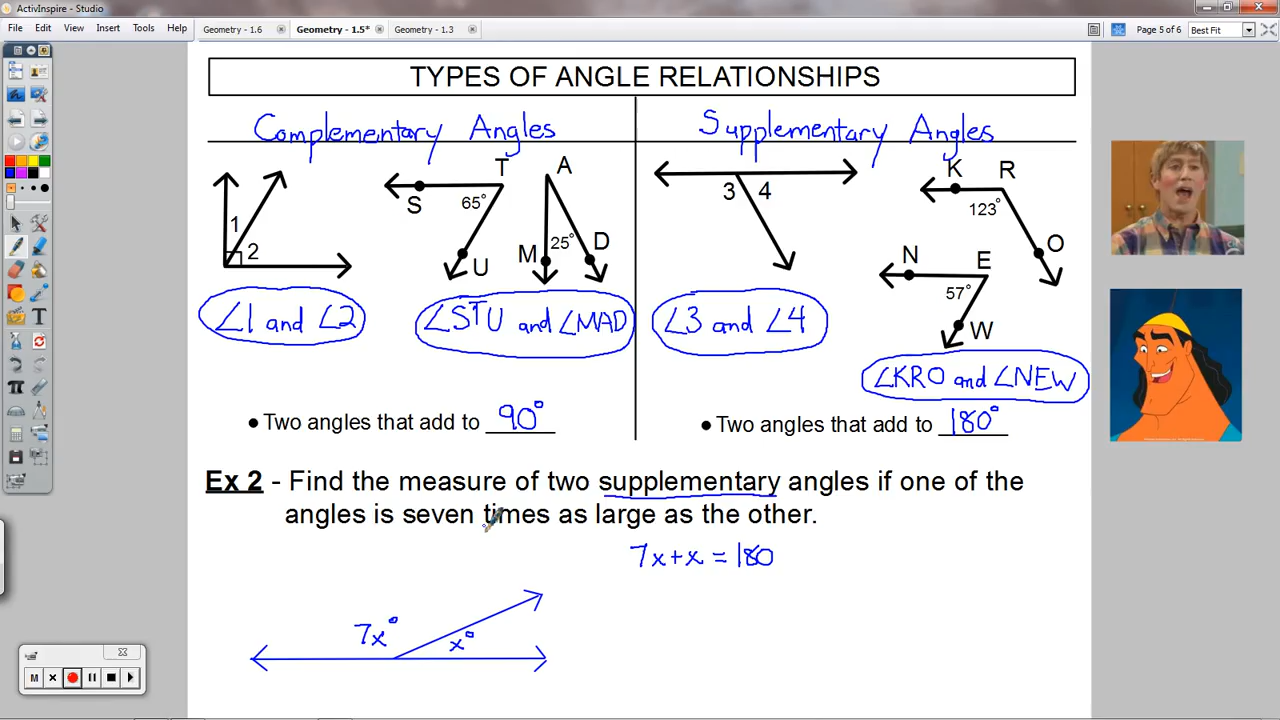 ActivInspire - Studio
File Edit View Insert Tools Help
Geometry - 1.6 Geometry - 1.5* Geometry - 1.3
Page 5 of 6 Best Fit
TYPES OF ANGLE RELATIONSHIPS
Complementary Angles
Supplementary Angles
1
2
S
T
65°
U
A
M
25°
D
3 4
K R
123°
O
N E
57°
W
∠1 and ∠2
∠STU and ∠MAD
∠3 and ∠4
∠KRO and ∠NEW
• Two angles that add to 90°
• Two angles that add to 180°
Ex 2 - Find the measure of two supplementary angles if one of the
angles is seven times as large as the other.
7x+x=180
7x° x°
M